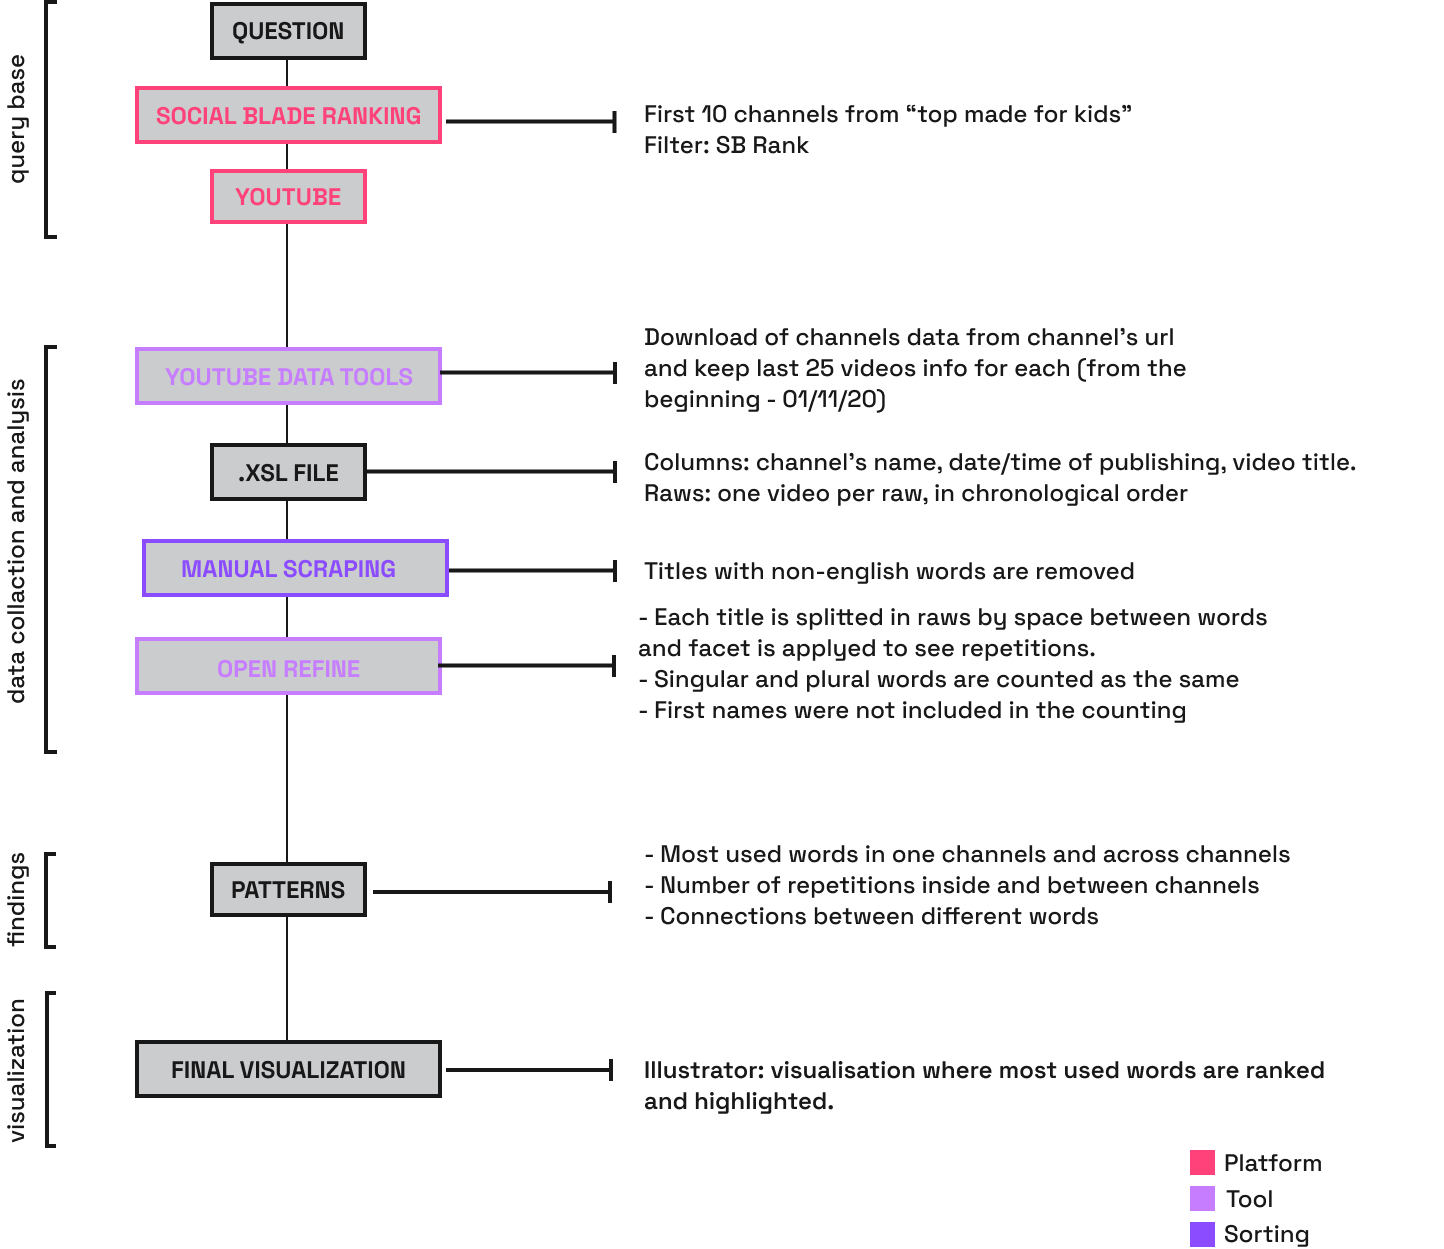 query base
QUESTION
SOCIAL BLADE RANKING
First 10 channels from “top made for kids”
Filter: SB Rank
YOUTUBE
data collaction and analysis
YOUTUBE DATA TOOLS
Download of channels data from channel’s url
and keep last 25 videos info for each (from the
beginning - 01/11/20)
.XSL FILE
Columns: channel’s name, date/time of publishing, video title.
Raws: one video per raw, in chronological order
MANUAL SCRAPING
Titles with non-english words are removed
OPEN REFINE
- Each title is splitted in raws by space between words
and facet is applyed to see repetitions.
- Singular and plural words are counted as the same
- First names were not included in the counting
findings
PATTERNS
- Most used words in one channels and across channels
- Number of repetitions inside and between channels
- Connections between different words
visualization
FINAL VISUALIZATION
Illustrator: visualisation where most used words are ranked
and highlighted.
Platform
Tool
Sorting